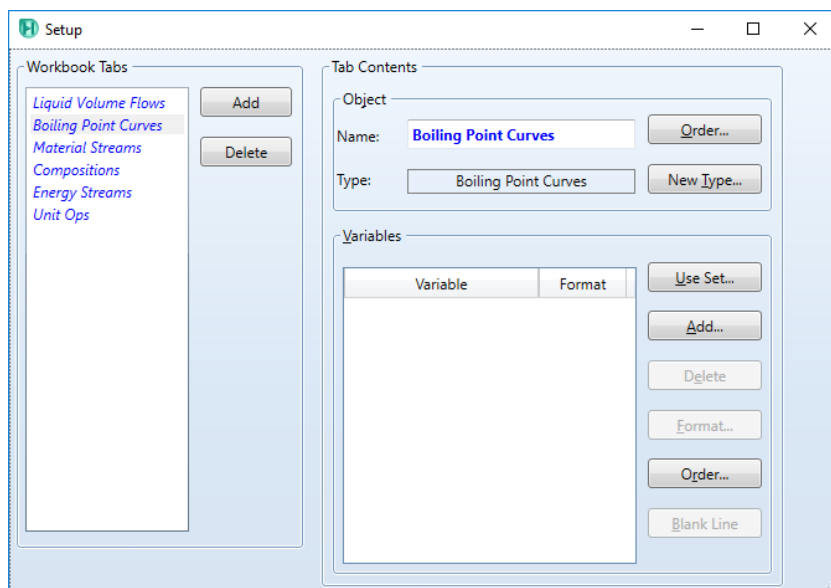 Setup
Workbook Tabs
Liquid Volume Flows
Boiling Point Curves
Material Streams
Compositions
Energy Streams
Unit Ops
Add
Delete
Tab Contents
Object
Name:
Boiling Point Curves
Order...
Type:
Boiling Point Curves
New Type...
Variables
Variable
Format
Use Set...
Add...
Delete
Format...
Order...
Blank Line